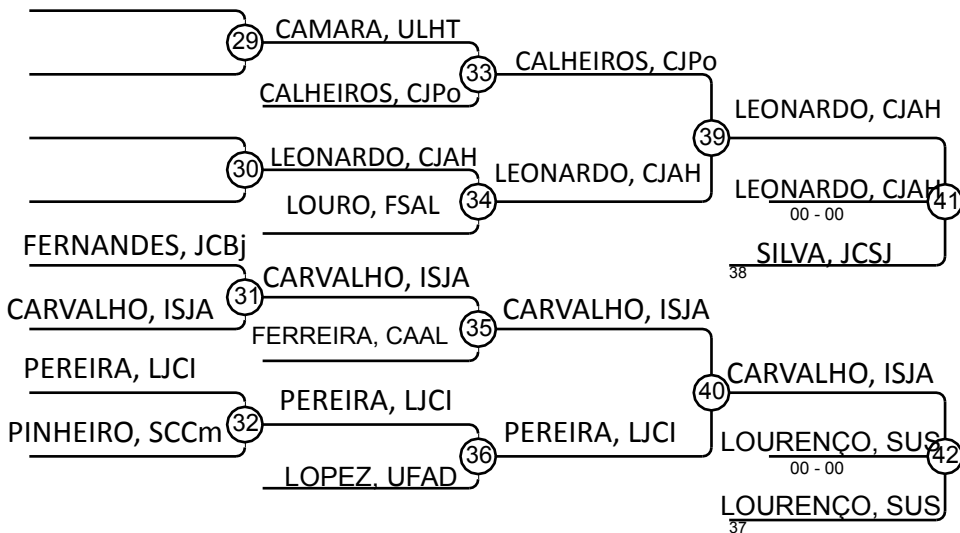 29
CAMARA, ULHT
33
CALHEIROS, CJPo
CALHEIROS, CJPo
LEONARDO, CJAH
39
30
LEONARDO, CJAH
LEONARDO, CJAH
LOURO, FSAL
34
LEONARDO, CJAH
41
00 - 00
FERNANDES, JCBj
38
SILVA, JCSJ
31
CARVALHO, ISJA
CARVALHO, ISJA
CARVALHO, ISJA
FERREIRA, CAAL
35
PEREIRA, LJCI
CARVALHO, ISJA
40
32
PEREIRA, LJCI
PINHEIRO, SCCm
PEREIRA, LJCI
LOURENÇO, SUS
42
00 - 00
36
LOPEZ, UFAD
LOURENÇO, SUS
37